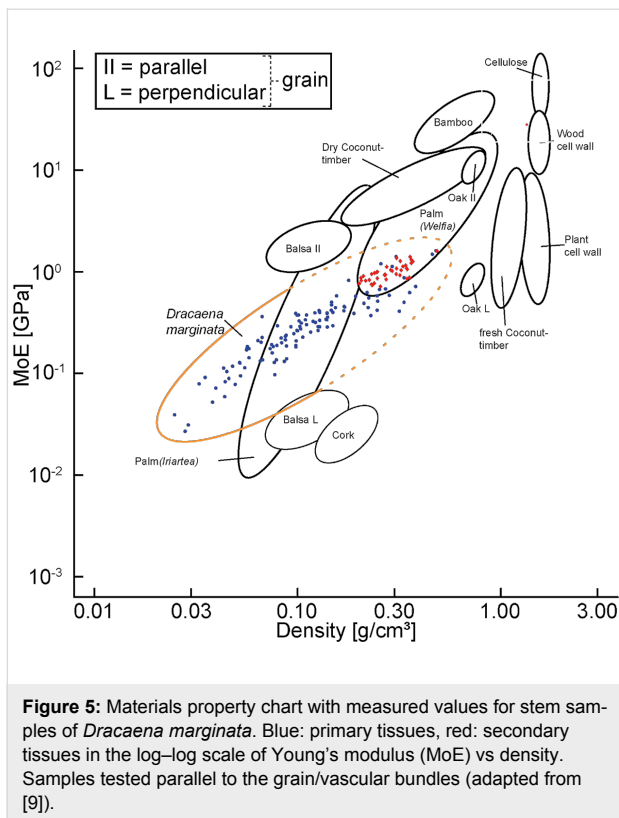 II = parallel
L = perpendicular
grain
10²
10¹
10⁰
10⁻¹
10⁻²
10⁻³
MoE [GPa]
Cellulose
Bamboo
Wood
cell wall
Dry Coconut-
timber
Oak II
Palm
(Welfia)
Balsa II
Plant
cell wall
Oak L
Dracaena
marginata
fresh Coconut-
timber
Balsa L
Cork
Palm(Iriartea)
0.01
0.03
0.10
0.30
1.00
3.00
Density [g/cm³]
Figure 5: Materials property chart with measured values for stem sam-
ples of Dracaena marginata. Blue: primary tissues, red: secondary
tissues in the log–log scale of Young’s modulus (MoE) vs density.
Samples tested parallel to the grain/vascular bundles (adapted from
[9]).